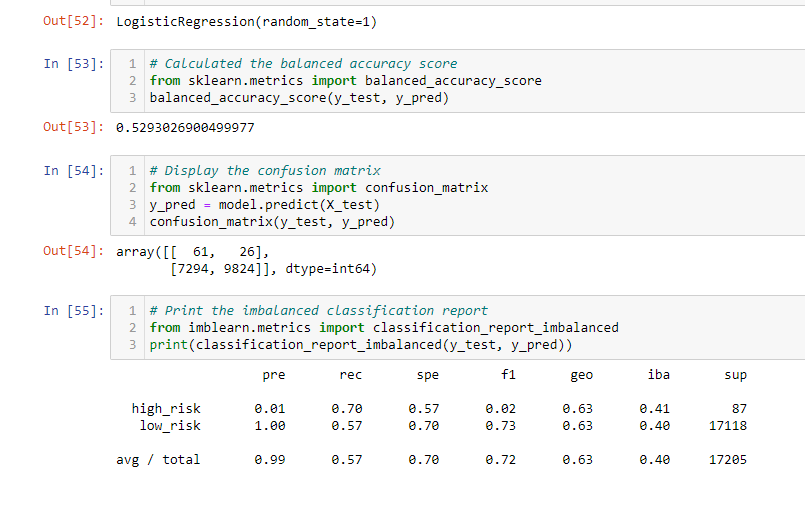 Out[52]: LogisticRegression(random_state=1)
In [53]: 1 # Calculated the balanced accuracy score
2 from sklearn.metrics import balanced_accuracy_score
3 balanced_accuracy_score(y_test, y_pred)
Out[53]: 0.5293026900499977
In [54]: 1 # Display the confusion matrix
2 from sklearn.metrics import confusion_matrix
3 y_pred = model.predict(X_test)
4 confusion_matrix(y_test, y_pred)
Out[54]: array([[  61,   26],
[7294, 9824]], dtype=int64)
In [55]: 1 # Print the imbalanced classification report
2 from imblearn.metrics import classification_report_imbalanced
3 print(classification_report_imbalanced(y_test, y_pred))
pre rec spe f1 geo iba sup
high_risk 0.01 0.70 0.57 0.02 0.63 0.41 87
low_risk 1.00 0.57 0.70 0.73 0.63 0.40 17118
avg / total 0.99 0.57 0.70 0.72 0.63 0.40 17205